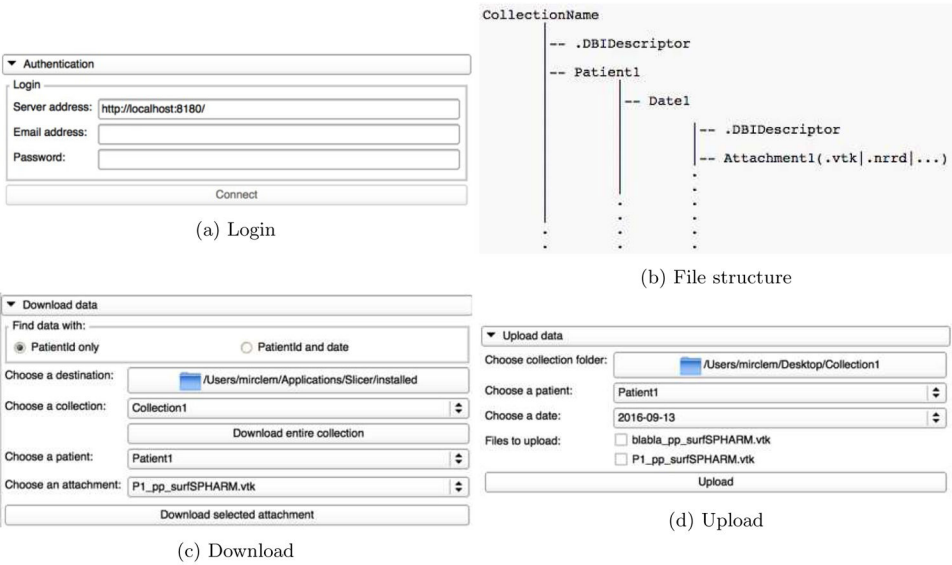 ▼ Authentication
Login
Server address: http://localhost:8180/
Email address:
Password:
Connect
(a) Login
CollectionName
-- .DBIDescriptor
-- Patient1
-- Date1
-- .DBIDescriptor
-- Attachment1(.vtk|.nrrd|...)
(b) File structure
▼ Download data
Find data with:
PatientId only PatientId and date
Choose a destination: /Users/mirclem/Applications/Slicer/installed
Choose a collection: Collection1
Download entire collection
Choose a patient: Patient1
Choose an attachment: P1_pp_surfSPHARM.vtk
Download selected attachment
(c) Download
▼ Upload data
Choose collection folder: /Users/mirclem/Desktop/Collection1
Choose a patient: Patient1
Choose a date: 2016-09-13
Files to upload: blabla_pp_surfSPHARM.vtk
P1_pp_surfSPHARM.vtk
Upload
(d) Upload